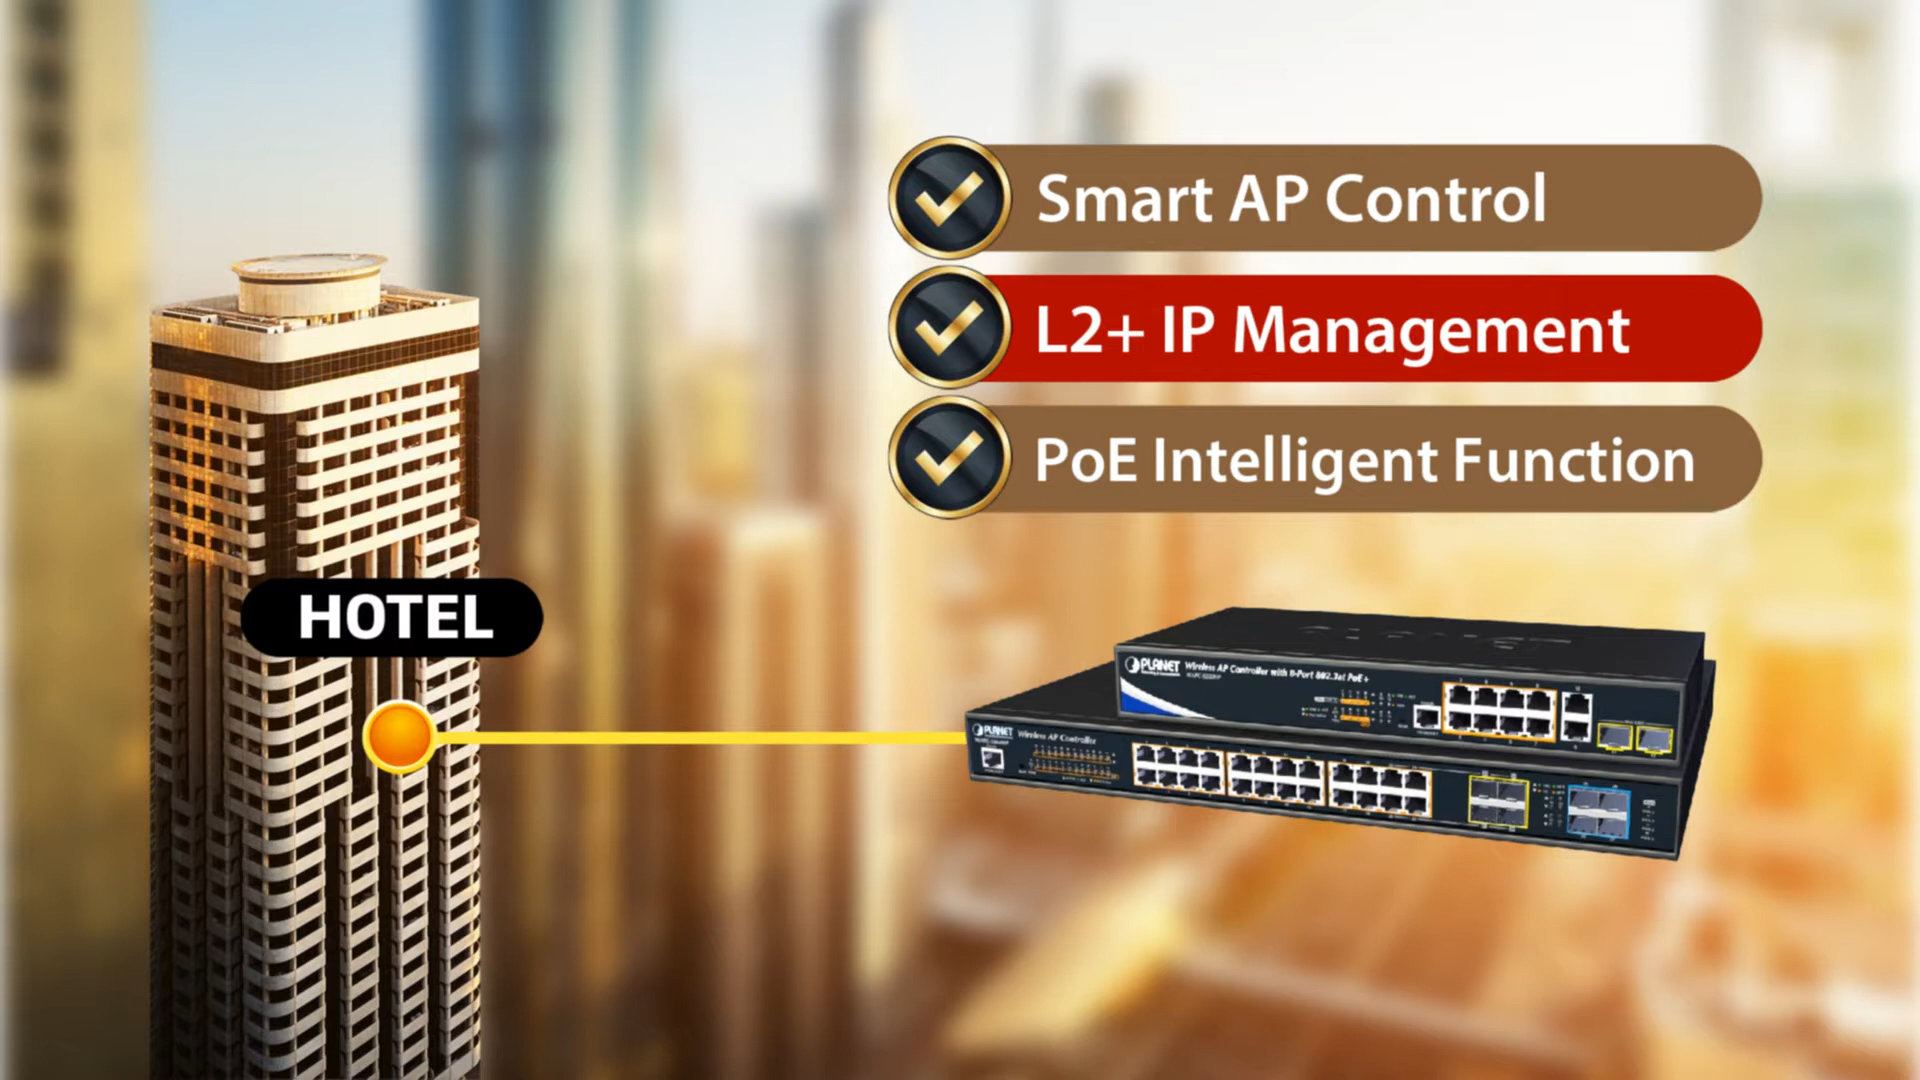 Smart AP Control
L2+ IP Management
PoE Intelligent Function
HOTEL
PLANET
Wireless AP Controller with 8-Port 802.3at PoE+
PLANET
Wireless AP Controller